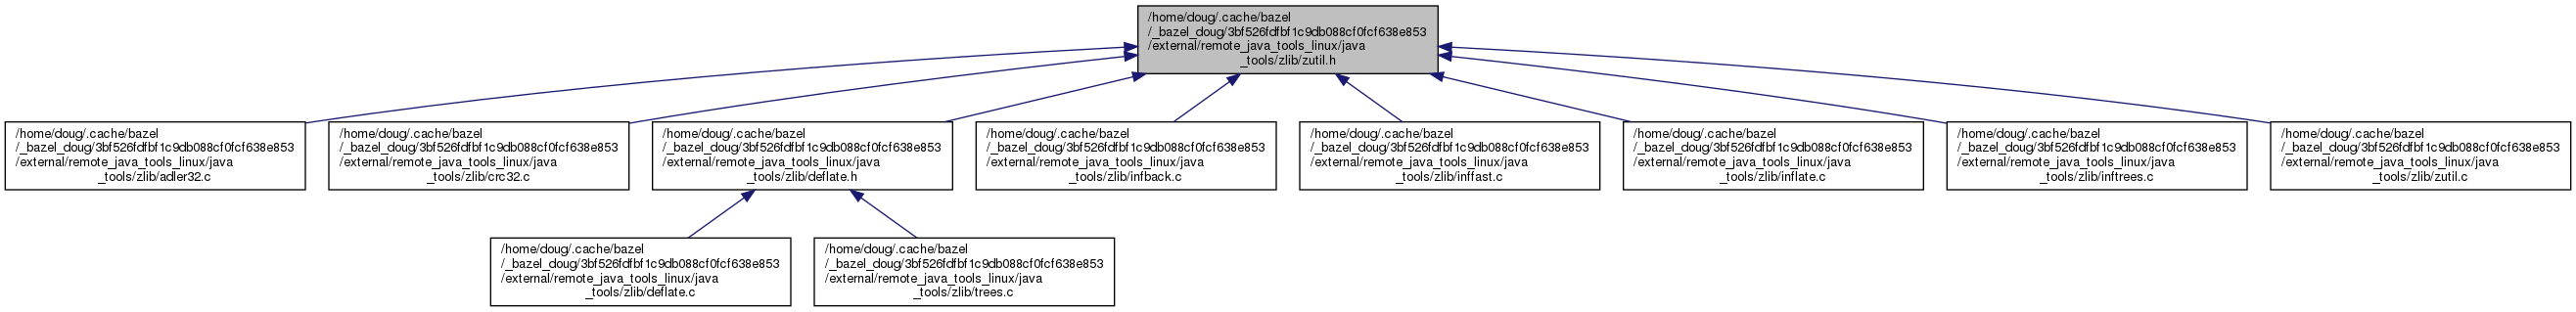 /home/doug/.cache/bazel
/_bazel_doug/3bf526fdfbf1c9db088cf0fcf638e853
/external/remote_java_tools_linux/java
_tools/zlib/zutil.h
/home/doug/.cache/bazel
/_bazel_doug/3bf526fdfbf1c9db088cf0fcf638e853
/external/remote_java_tools_linux/java
_tools/zlib/adler32.c
/home/doug/.cache/bazel
/_bazel_doug/3bf526fdfbf1c9db088cf0fcf638e853
/external/remote_java_tools_linux/java
_tools/zlib/crc32.c
/home/doug/.cache/bazel
/_bazel_doug/3bf526fdfbf1c9db088cf0fcf638e853
/external/remote_java_tools_linux/java
_tools/zlib/deflate.h
/home/doug/.cache/bazel
/_bazel_doug/3bf526fdfbf1c9db088cf0fcf638e853
/external/remote_java_tools_linux/java
_tools/zlib/infback.c
/home/doug/.cache/bazel
/_bazel_doug/3bf526fdfbf1c9db088cf0fcf638e853
/external/remote_java_tools_linux/java
_tools/zlib/inffast.c
/home/doug/.cache/bazel
/_bazel_doug/3bf526fdfbf1c9db088cf0fcf638e853
/external/remote_java_tools_linux/java
_tools/zlib/inflate.c
/home/doug/.cache/bazel
/_bazel_doug/3bf526fdfbf1c9db088cf0fcf638e853
/external/remote_java_tools_linux/java
_tools/zlib/inftrees.c
/home/doug/.cache/bazel
/_bazel_doug/3bf526fdfbf1c9db088cf0fcf638e853
/external/remote_java_tools_linux/java
_tools/zlib/zutil.c
/home/doug/.cache/bazel
/_bazel_doug/3bf526fdfbf1c9db088cf0fcf638e853
/external/remote_java_tools_linux/java
_tools/zlib/deflate.c
/home/doug/.cache/bazel
/_bazel_doug/3bf526fdfbf1c9db088cf0fcf638e853
/external/remote_java_tools_linux/java
_tools/zlib/trees.c